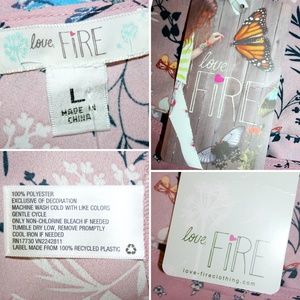 love, FIRE
L
MADE IN
CHINA
love,
FIRE
100% POLYESTER
EXCLUSIVE OF DECORATION
MACHINE WASH COLD WITH LIKE COLORS
GENTLE CYCLE
ONLY NON-CHLORINE BLEACH IF NEEDED
TUMBLE DRY LOW, REMOVE PROMPTLY
COOL IRON IF NEEDED
RN17730 VN2242811
LABEL MADE FROM 100% RECYCLED PLASTIC
love, FIRE
love-fireclothing.com